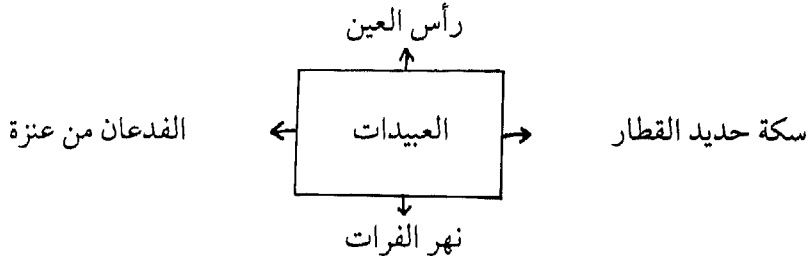 رأس العين
سكة حديد القطار
العبيدات
الفدعان من عنزة
نهر الفرات